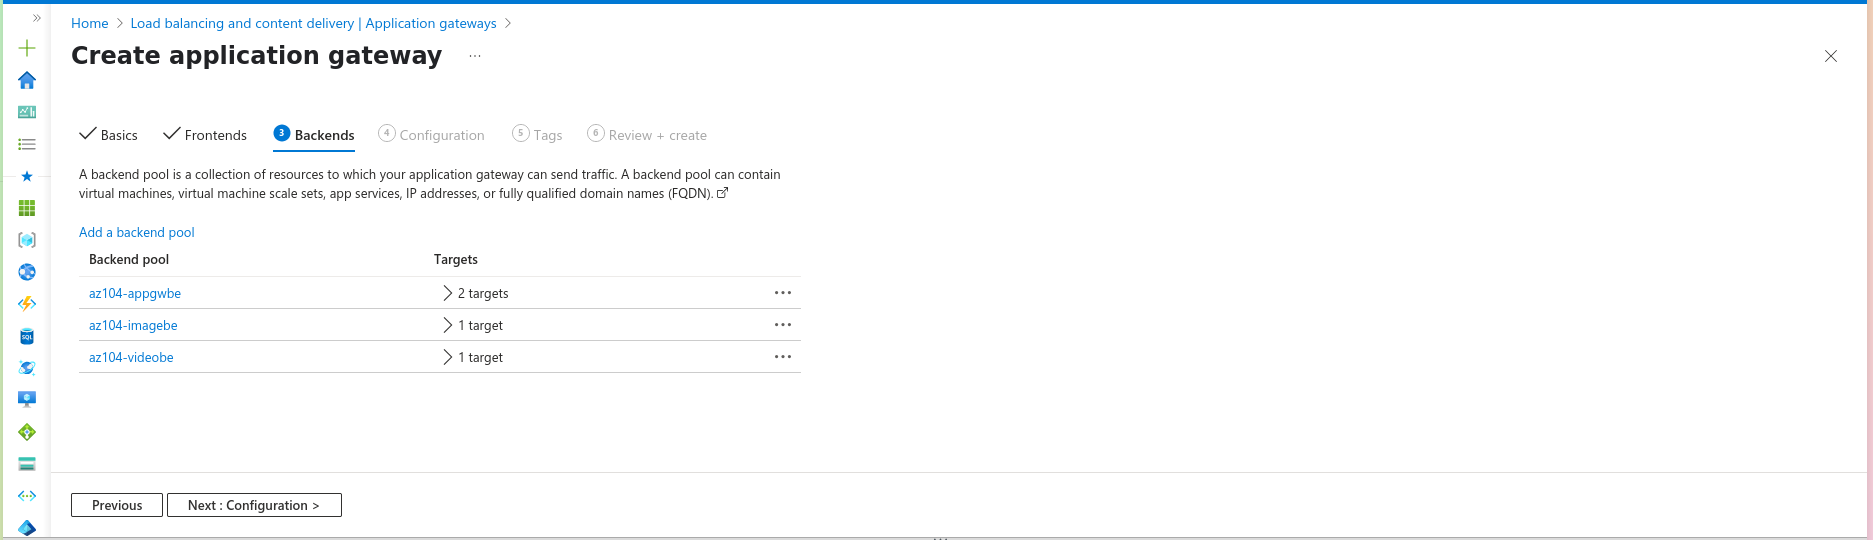 Home > Load balancing and content delivery | Application gateways >
Create application gateway ...
Basics Frontends 3 Backends 4 Configuration 5 Tags 6 Review + create
A backend pool is a collection of resources to which your application gateway can send traffic. A backend pool can contain
virtual machines, virtual machine scale sets, app services, IP addresses, or fully qualified domain names (FQDN).
Add a backend pool
Backend pool Targets
az104-appgwbe > 2 targets ...
az104-imagebe > 1 target ...
az104-videobe > 1 target ...
SQL
Previous Next : Configuration >